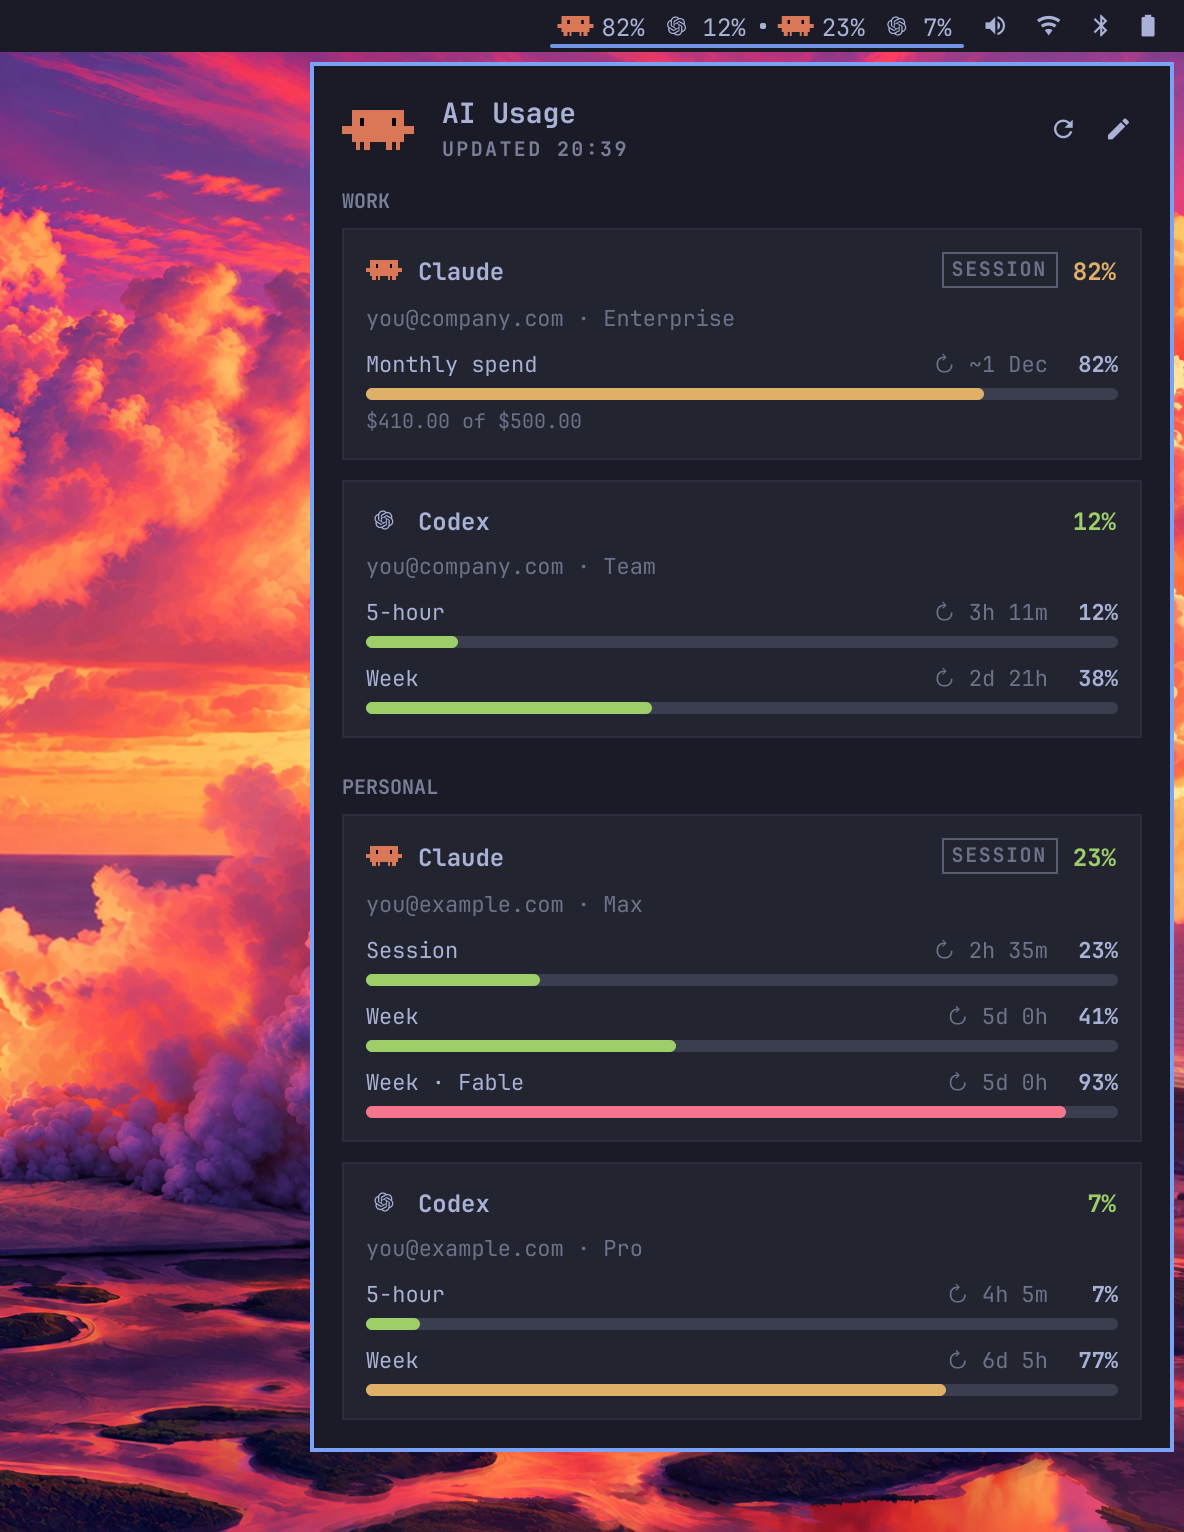 82% 12% • 23% 7%
AI Usage
UPDATED 20:39
WORK
Claude SESSION 82%
you@company.com · Enterprise
Monthly spend ~1 Dec 82%
$410.00 of $500.00
Codex 12%
you@company.com · Team
5-hour 3h 11m 12%
Week 2d 21h 38%
PERSONAL
Claude SESSION 23%
you@example.com · Max
Session 2h 35m 23%
Week 5d 0h 41%
Week · Fable 5d 0h 93%
Codex 7%
you@example.com · Pro
5-hour 4h 5m 7%
Week 6d 5h 77%